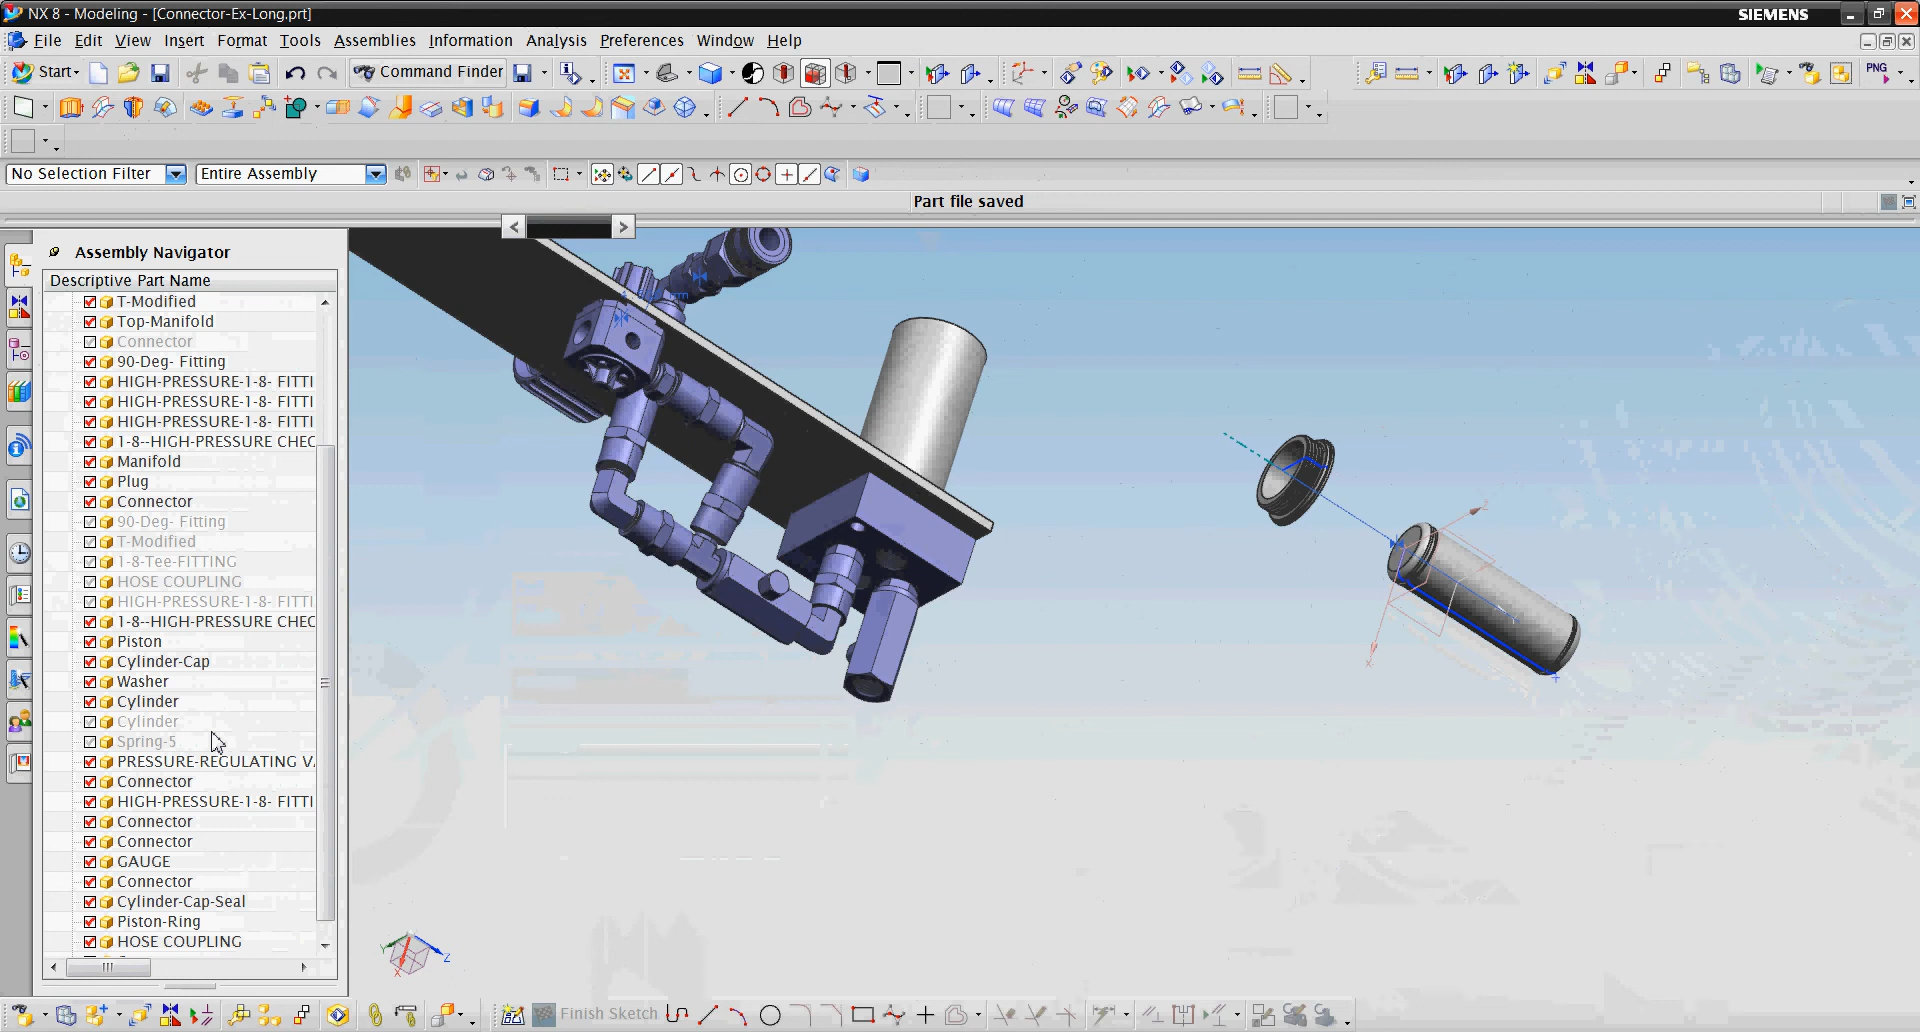 NX 8 - Modeling - [Connector-Ex-Long.prt]
SIEMENS
File Edit View Insert Format Tools Assemblies Information Analysis Preferences Window Help
Start
Command Finder
PNG
No Selection Filter
Entire Assembly
Part file saved
Assembly Navigator
Descriptive Part Name
T-Modified
Top-Manifold
Connector
90-Deg- Fitting
HIGH-PRESSURE-1-8- FITTI
HIGH-PRESSURE-1-8- FITTI
HIGH-PRESSURE-1-8- FITTI
1-8--HIGH-PRESSURE CHEC
Manifold
Plug
Connector
90-Deg- Fitting
T-Modified
1-8-Tee-FITTING
HOSE COUPLING
HIGH-PRESSURE-1-8- FITTI
1-8--HIGH-PRESSURE CHEC
Piston
Cylinder-Cap
Washer
Cylinder
Cylinder
Spring-5
PRESSURE-REGULATING V
Connector
HIGH-PRESSURE-1-8- FITTI
Connector
Connector
GAUGE
Connector
Cylinder-Cap-Seal
Piston-Ring
HOSE COUPLING
X
Y
Z
Finish Sketch